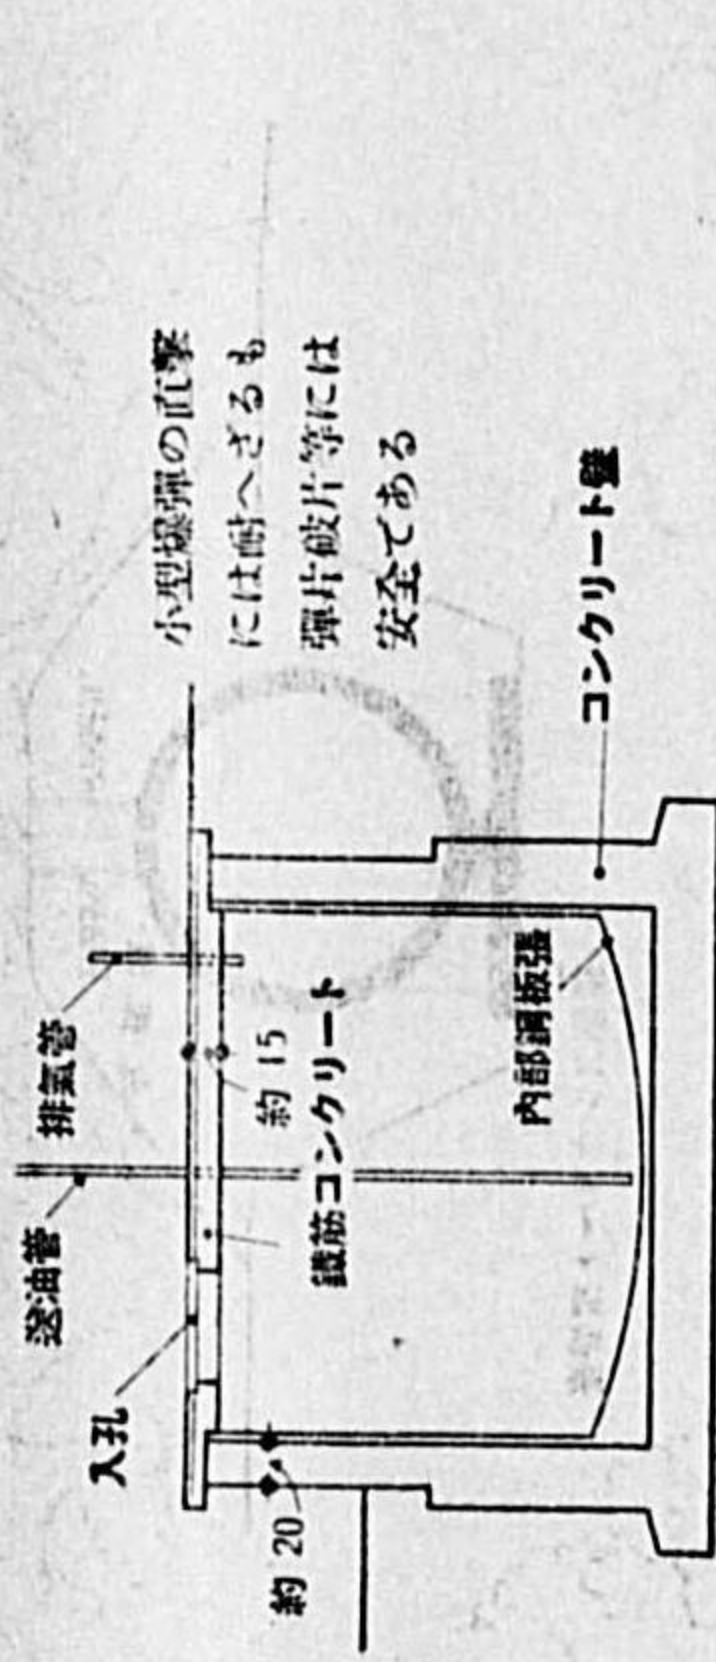 小型爆彈の直撃
には耐へざるも
彈片破片等には
安全である
排氣管
送油管
入孔
約 15
鐵筋コンクリート
約 20
内部鋼板張
コンクリート壁